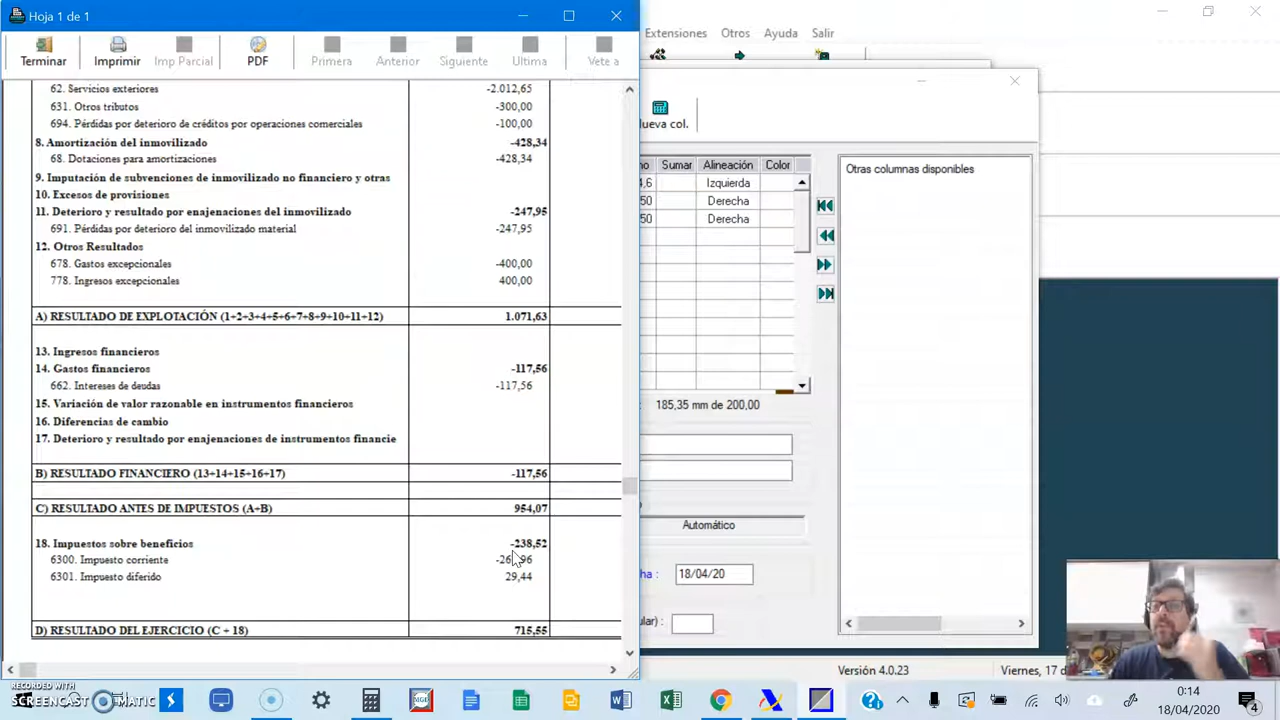 Hoja 1 de 1
Terminar Imprimir Imp Parcial PDF Primera Anterior Siguiente Ultima Vete a
62. Servicios exteriores -2.012,65
631. Otros tributos -300,00
694. Pérdidas por deterioro de créditos por operaciones comerciales -100,00
8. Amortización del inmovilizado -428,34
68. Dotaciones para amortizaciones -428,34
9. Imputación de subvenciones de inmovilizado no financiero y otras
10. Excesos de provisiones
11. Deterioro y resultado por enajenaciones del inmovilizado -247,95
691. Pérdidas por deterioro del inmovilizado material -247,95
12. Otros Resultados
678. Gastos excepcionales -400,00
778. Ingresos excepcionales 400,00
A) RESULTADO DE EXPLOTACIÓN (1+2+3+4+5+6+7+8+9+10+11+12) 1.071,63
13. Ingresos financieros
14. Gastos financieros -117,56
662. Intereses de deudas -117,56
15. Variación de valor razonable en instrumentos financieros
16. Diferencias de cambio
17. Deterioro y resultado por enajenaciones de instrumentos financie
B) RESULTADO FINANCIERO (13+14+15+16+17) -117,56
C) RESULTADO ANTES DE IMPUESTOS (A+B) 954,07
18. Impuestos sobre beneficios -238,52
6300. Impuesto corriente
6301. Impuesto diferido 29,44
D) RESULTADO DEL EJERCICIO (C + 18) 715,55
Extensiones Otros Ayuda Salir
ueva col.
no Sumar Alineación Color
4,6 Izquierda
50 Derecha
50 Derecha
Otras columnas disponibles
: 185,35 mm de 200,00
Automático
ha : 18/04/20
ular) :
Versión 4.0.23 Viernes, 17 d
RECORDED WITH
SCREENCAST MATIC
0:14
18/04/2020
4